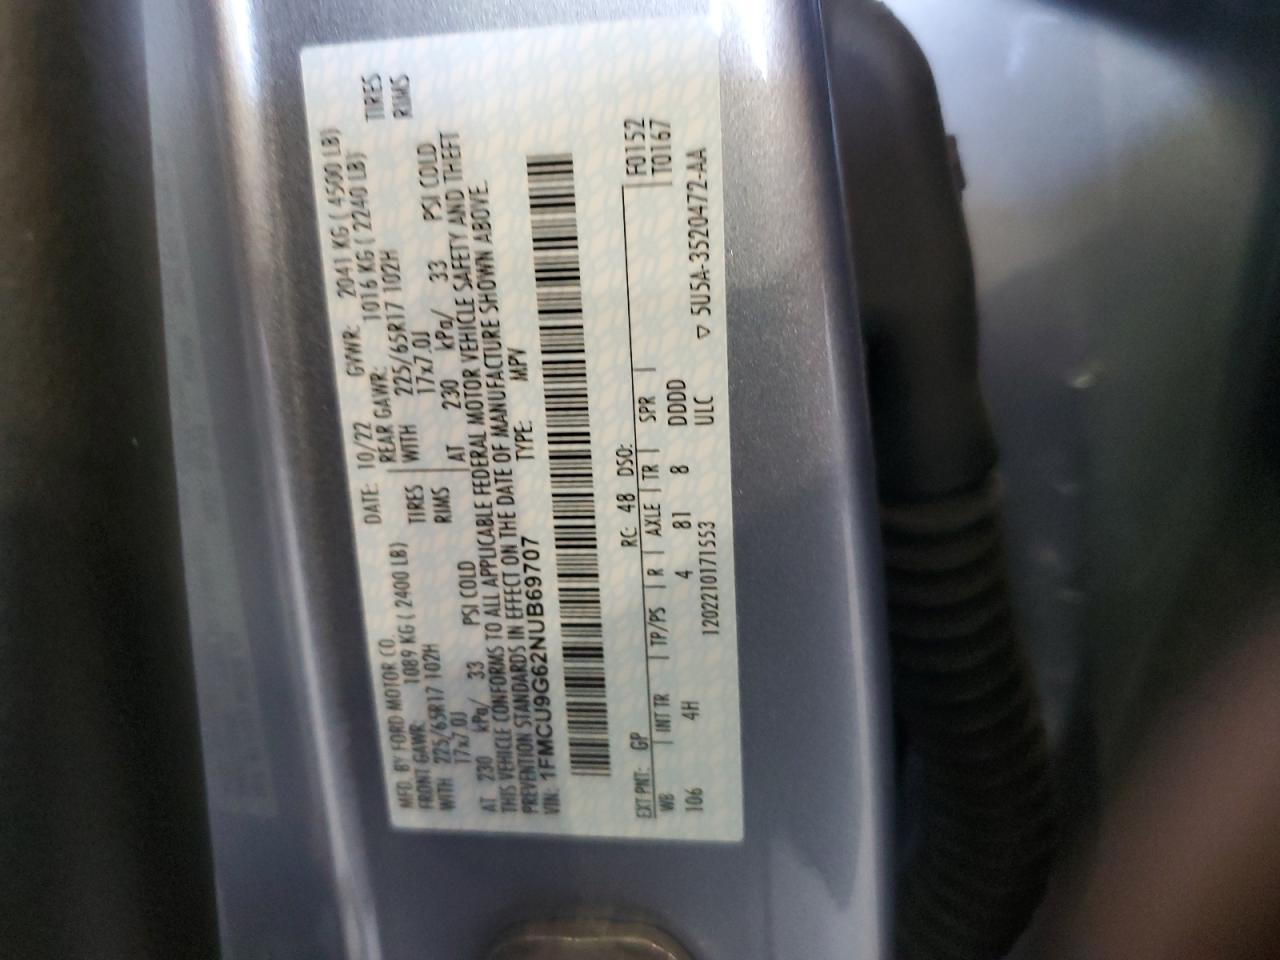 MFD. BY FORD MOTOR CO.
DATE: 10/22 GVWR: 2041 KG ( 4500 LB)
FRONT GAWR: 1089 KG ( 2400 LB) REAR GAWR: 1016 KG ( 2240 LB)
WITH 225/65R17 102H TIRES WITH 225/65R17 102H TIRES
17x7.0J RIMS 17x7.0J RIMS
AT 230 kPa/ 33 PSI COLD AT 230 kPa/ 33 PSI COLD
THIS VEHICLE CONFORMS TO ALL APPLICABLE FEDERAL MOTOR VEHICLE SAFETY AND THEFT
PREVENTION STANDARDS IN EFFECT ON THE DATE OF MANUFACTURE SHOWN ABOVE.
VIN: 1FMCU9G62NUB69707 TYPE: MPV
F0152
T0167
EXT PNT: GP RC: 48 DSO:
WB INT TR TP/PS R AXLE TR SPR
106 4H 4 81 8 DDDD
ULC
1202210171553 ▽ 5U5A-3520472-AA